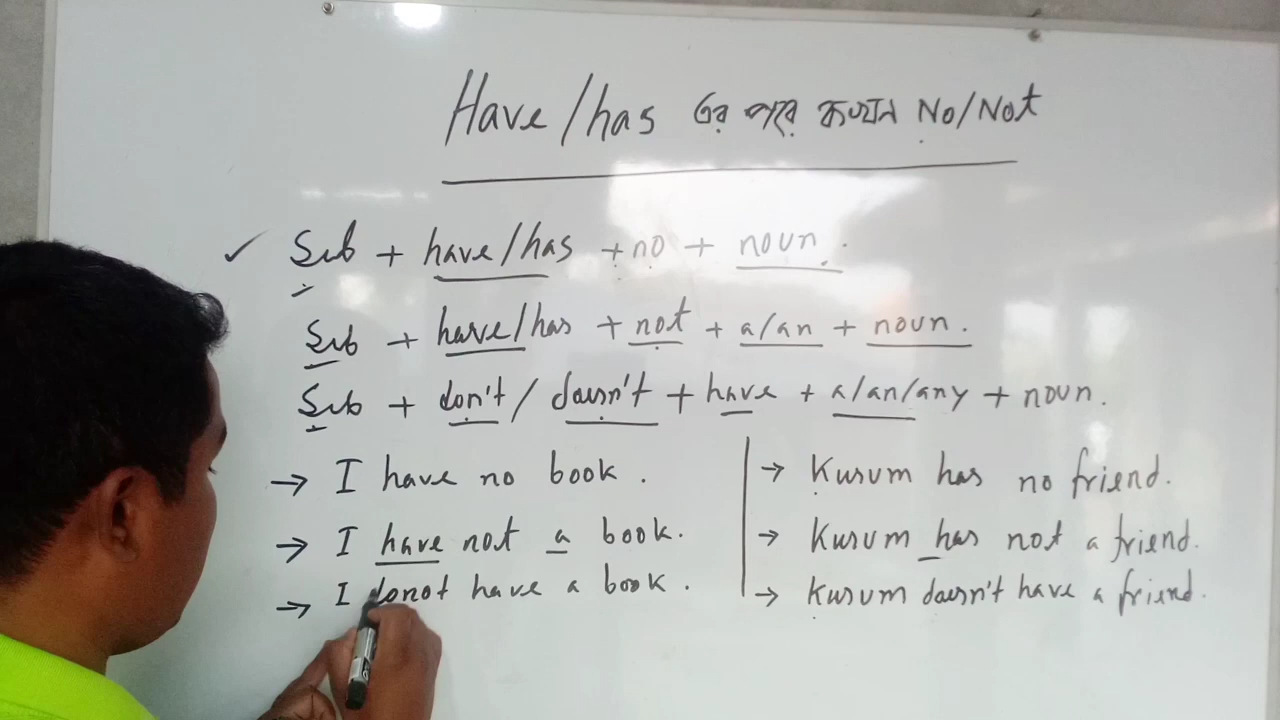 Have/has এর পরে কখন No/Not
Sub + have/has + no + noun.
Sub + have/has + not + a/an + noun.
Sub + don't / doesn't + have + a/an/any + noun.
→ I have no book.
→ I have not a book.
→ I donot have a book.
→ Kusum has no friend.
→ Kusum has not a friend.
→ Kusum doesn't have a friend.